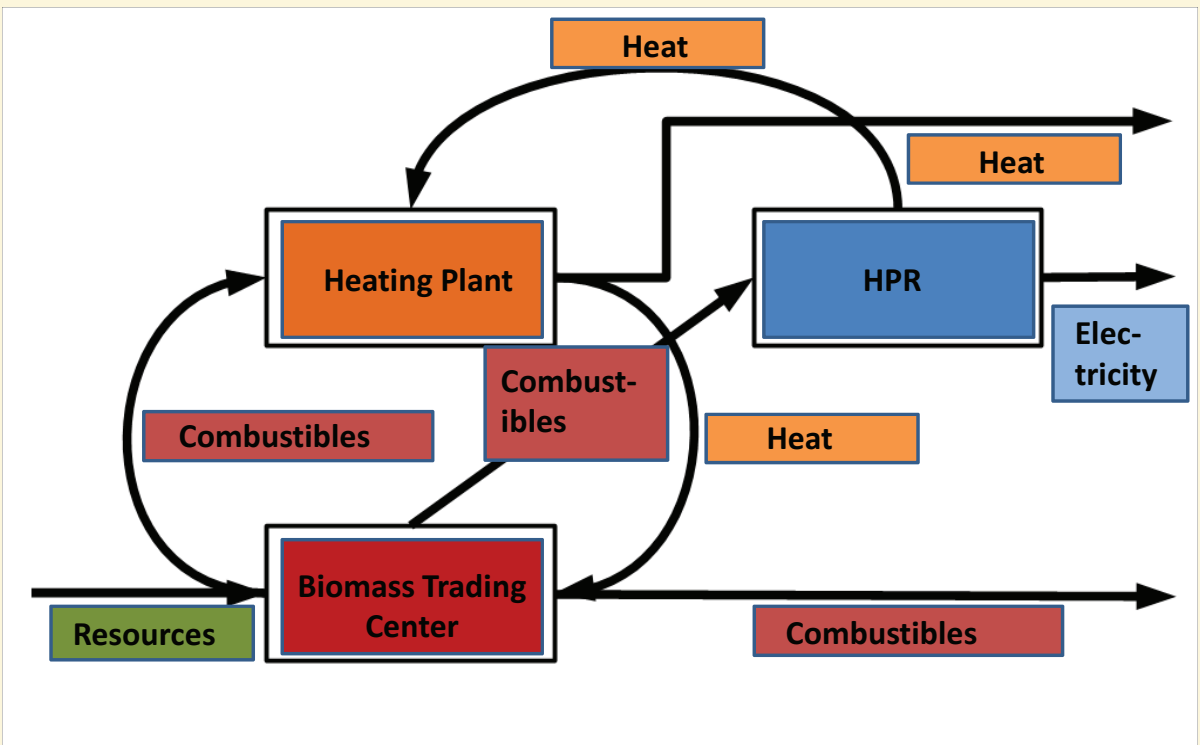 Heat
Heat
Heating Plant
HPR
Elec-
tricity
Combust-
ibles
Combustibles
Heat
Biomass Trading
Center
Resources
Combustibles